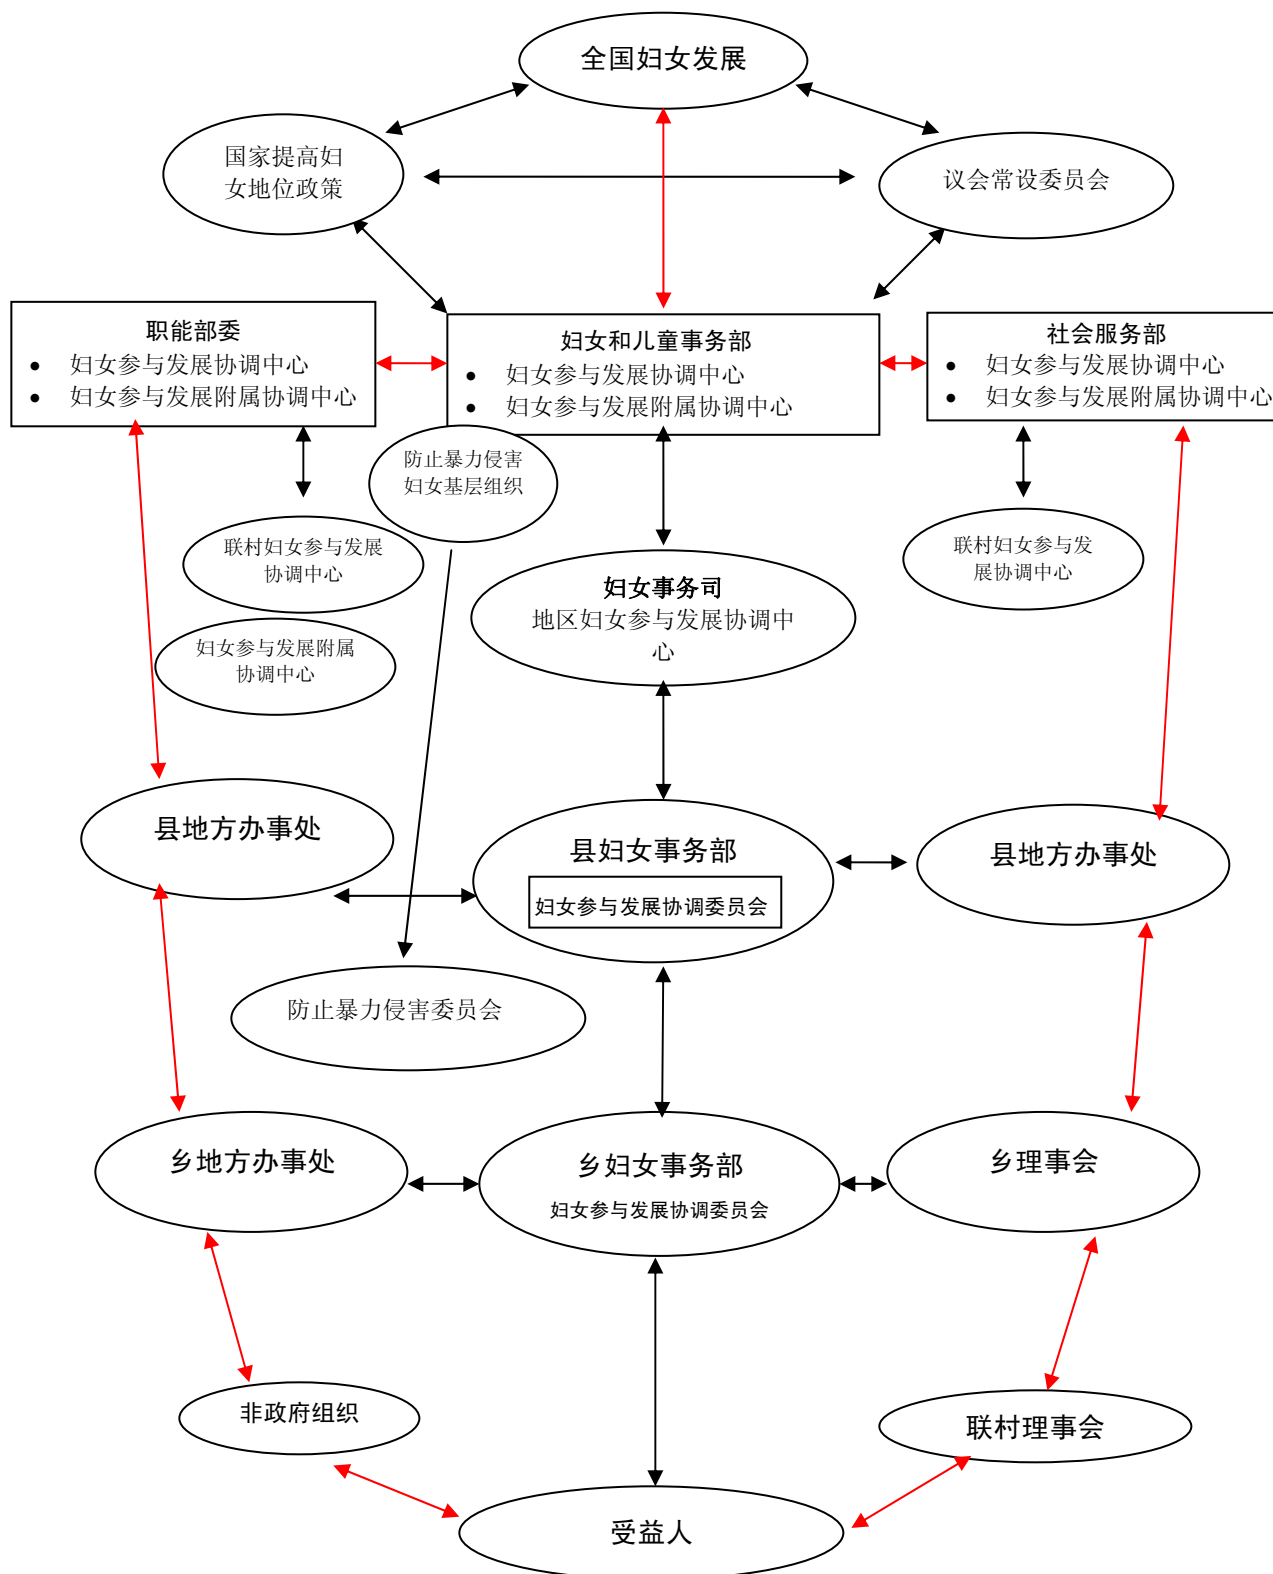 全国妇女发展
国家提高妇
女地位政策
议会常设委员会
职能部委
• 妇女参与发展协调中心
• 妇女参与发展附属协调中心
妇女和儿童事务部
• 妇女参与发展协调中心
• 妇女参与发展附属协调中心
社会服务部
• 妇女参与发展协调中心
• 妇女参与发展附属协调中心
防止暴力侵害
妇女基层组织
联村妇女参与发展
协调中心
联村妇女参与发
展协调中心
妇女事务司
地区妇女参与发展协调中
心
妇女参与发展附属
协调中心
县地方办事处
县妇女事务部
妇女参与发展协调委员会
县地方办事处
防止暴力侵害委员会
乡地方办事处
乡妇女事务部
妇女参与发展协调委员会
乡理事会
非政府组织
联村理事会
受益人